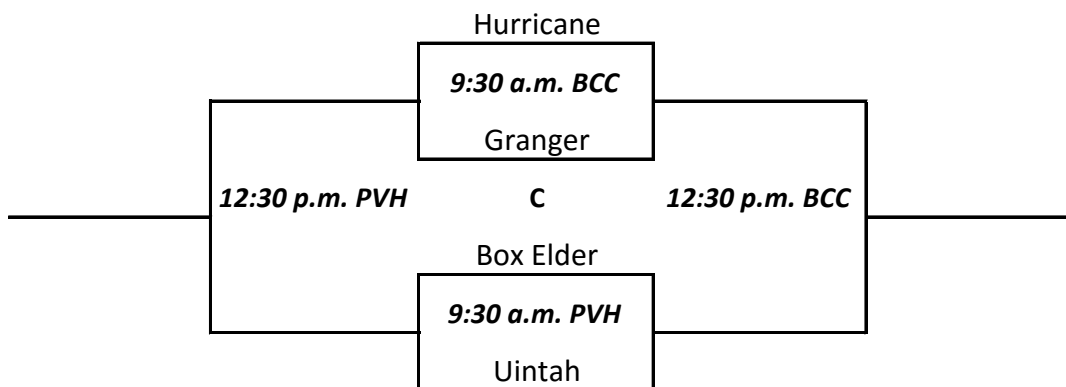 Hurricane
9:30 a.m. BCC
Granger
12:30 p.m. PVH
C
12:30 p.m. BCC
Box Elder
9:30 a.m. PVH
Uintah